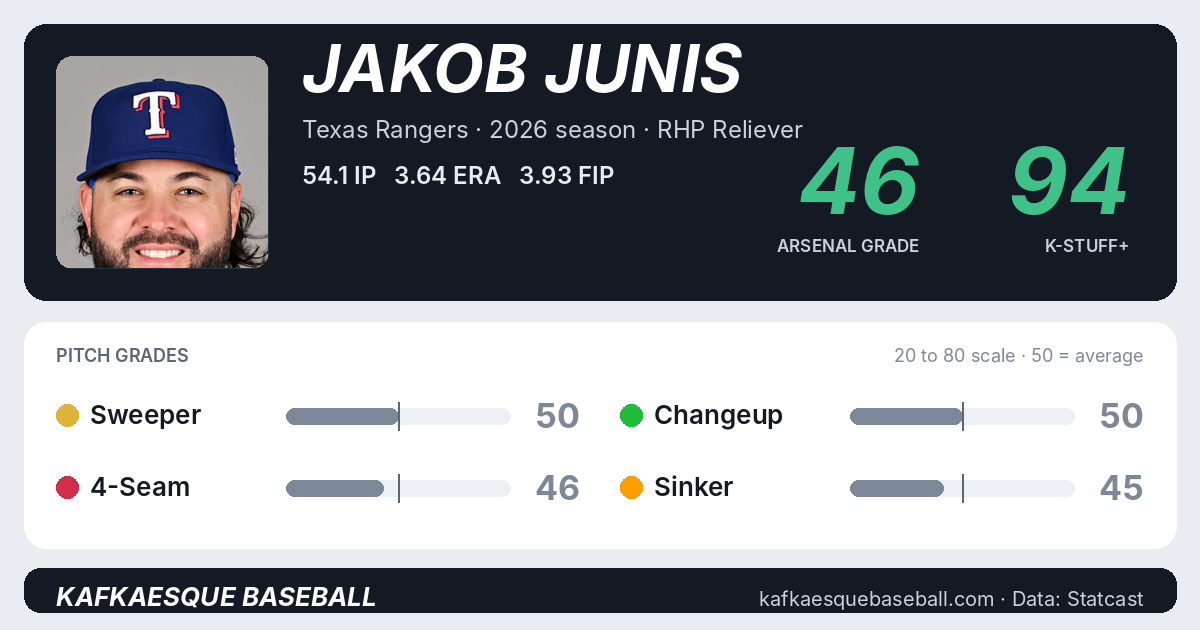 JAKOB JUNIS
Texas Rangers · 2026 season · RHP Reliever
54.1 IP 3.64 ERA 3.93 FIP
46 94
ARSENAL GRADE K-STUFF+
T
PITCH GRADES 20 to 80 scale · 50 = average
Sweeper 50 Changeup 50
4-Seam 46 Sinker 45
KAFKAESQUE BASEBALL kafkaesquebaseball.com · Data: Statcast